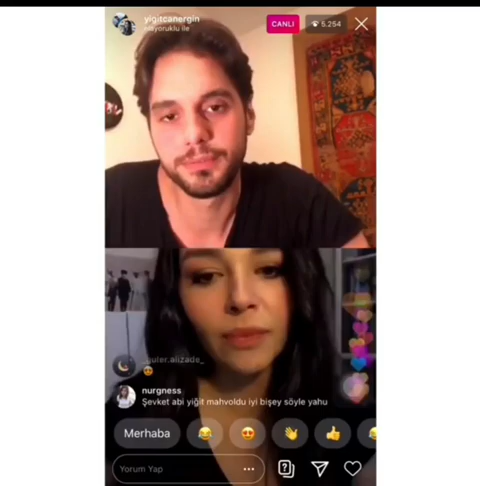 yigitcanergin
CANLI
5.254
nurgness
Şevket abi yiğit mahvoldu iyi bişey söyle yahu
Merhaba
Yorum Yap